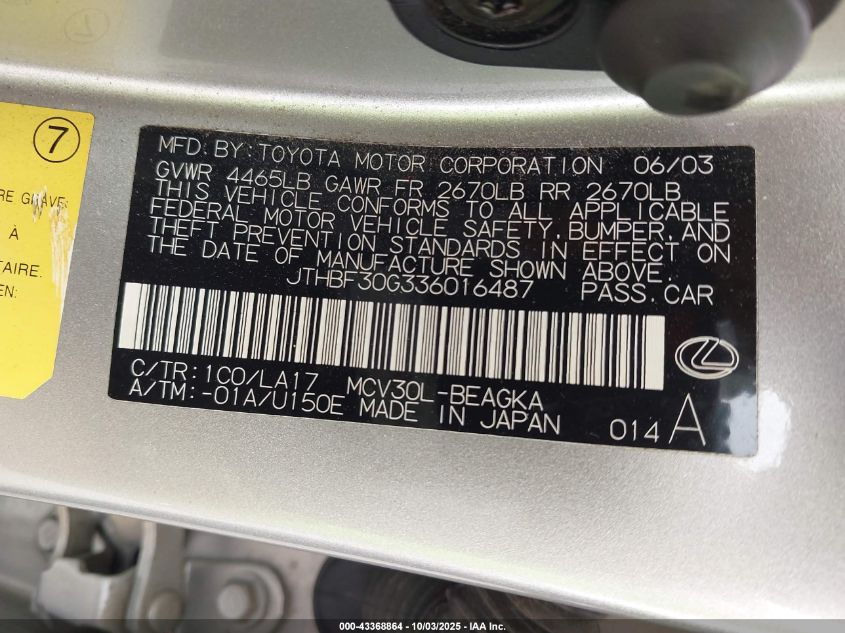 7
RE GRAVE
À
TAIRE.
EN:
MFD.BY:TOYOTA MOTOR CORPORATION 06/03
GVWR 4465LB GAWR FR 2670LB RR 2670LB
THIS VEHICLE CONFORMS TO ALL APPLICABLE
FEDERAL MOTOR VEHICLE SAFETY,BUMPER,AND
THEFT PREVENTION STANDARDS IN EFFECT ON
THE DATE OF MANUFACTURE SHOWN ABOVE.
JTHBF30G336016487 PASS.CAR
C/TR:1C0/LA17 MCV30L-BEAGKA
A/TM:-01A/U150E MADE IN JAPAN
014 A
000-43368864 - 10/03/2025 - IAA Inc.